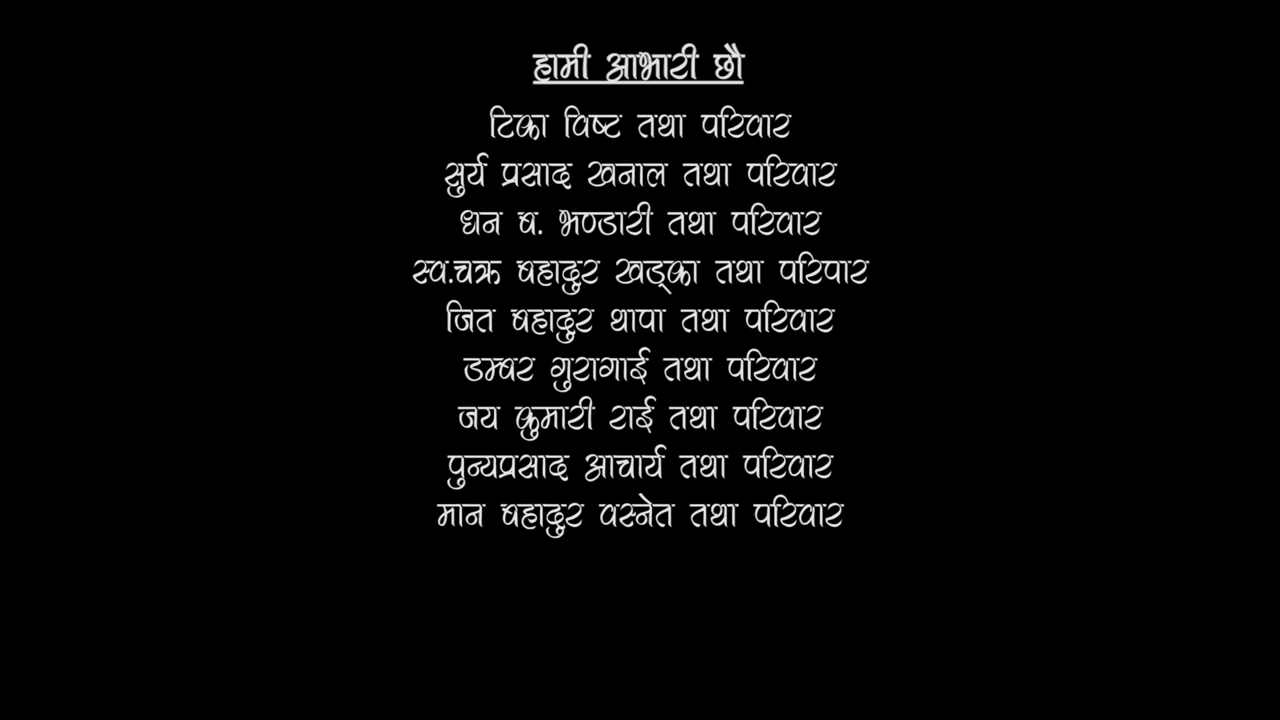 हामी आभारी छौ
टिका विष्ट तथा परिवार
सुर्य प्रसाद खनाल तथा परिवार
धन ब. भण्डारी तथा परिवार
स्व.चक्र बहादुर खड्का तथा परिपार
जित बहादुर थापा तथा परिवार
डम्बर गुरागाई तथा परिवार
जय कुमारी राई तथा परिवार
पुन्यप्रसाद आचार्य तथा परिवार
मान बहादुर वस्नेत तथा परिवार